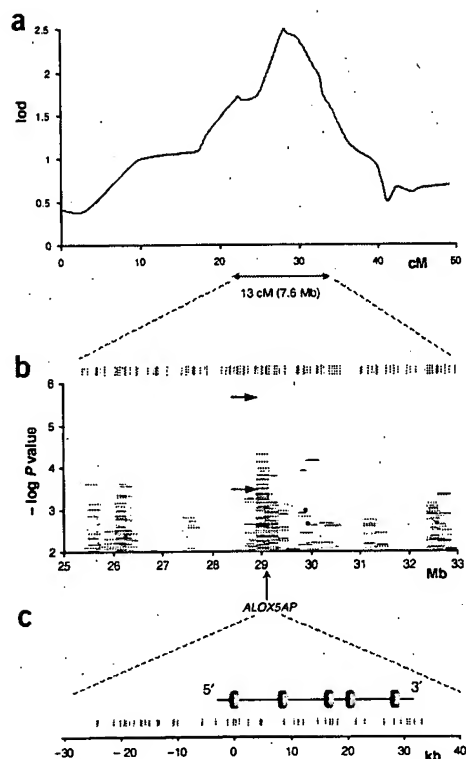 a
2.5
2
1.5
1
0.5
0
lod
0 10 20 30 40 50
cM
13 cM (7.6 Mb)
b
6
5
4
3
2
– log P value
25 26 27 28 29 30 31 32 33
Mb
ALOX5AP
c
5′ 3′
–30 –20 –10 0 10 20 30 40
kb